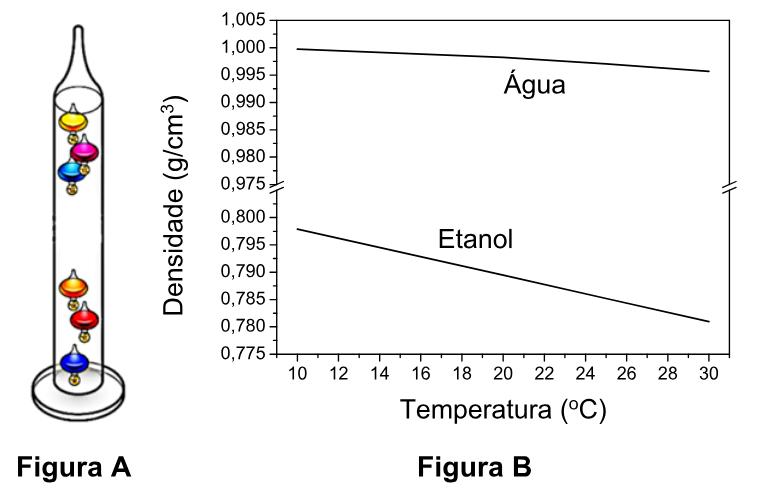 1,005
1,000
0,995
0,990
0,985
0,980
0,975
0,800
0,795
0,790
0,785
0,780
0,775
Densidade (g/cm³)
Água
Etanol
10 12 14 16 18 20 22 24 26 28 30
Temperatura (ºC)
Figura A
Figura B